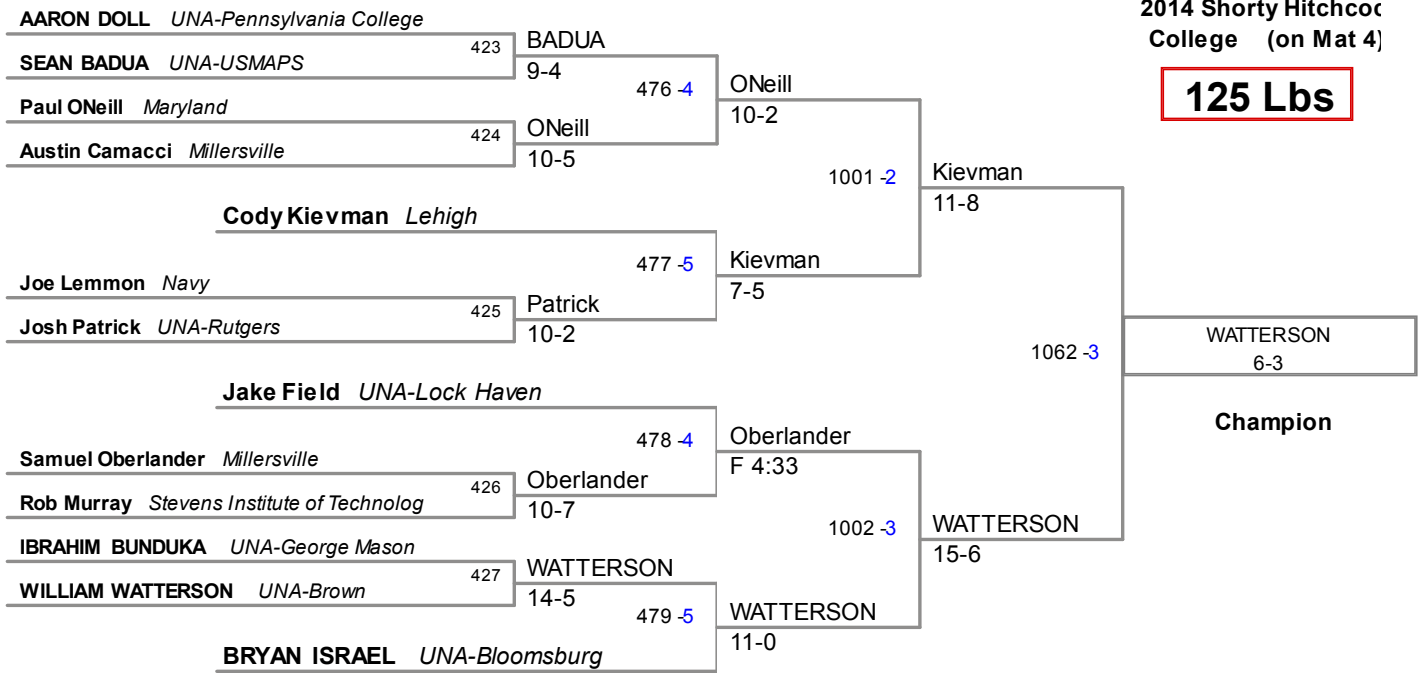 AARON DOLL UNA-Pennsylvania College
2014 Shorty Hitchcoc
423 BADUA
College (on Mat 4)
SEAN BADUA UNA-USMAPS
9-4
476 -4 ONeill
125 Lbs
Paul ONeill Maryland
10-2
424 ONeill
Austin Camacci Millersville
10-5
1001 -2 Kievman
11-8
Cody Kievman Lehigh
477 -5 Kievman
Joe Lemmon Navy
7-5
425 Patrick
Josh Patrick UNA-Rutgers
10-2
1062 -3 WATTERSON
6-3
Jake Field UNA-Lock Haven
Champion
478 -4 Oberlander
Samuel Oberlander Millersville
F 4:33
426 Oberlander
Rob Murray Stevens Institute of Technolog
10-7
1002 -3 WATTERSON
15-6
IBRAHIM BUNDUKA UNA-George Mason
427 WATTERSON
WILLIAM WATTERSON UNA-Brown
14-5
479 -5 WATTERSON
11-0
BRYAN ISRAEL UNA-Bloomsburg